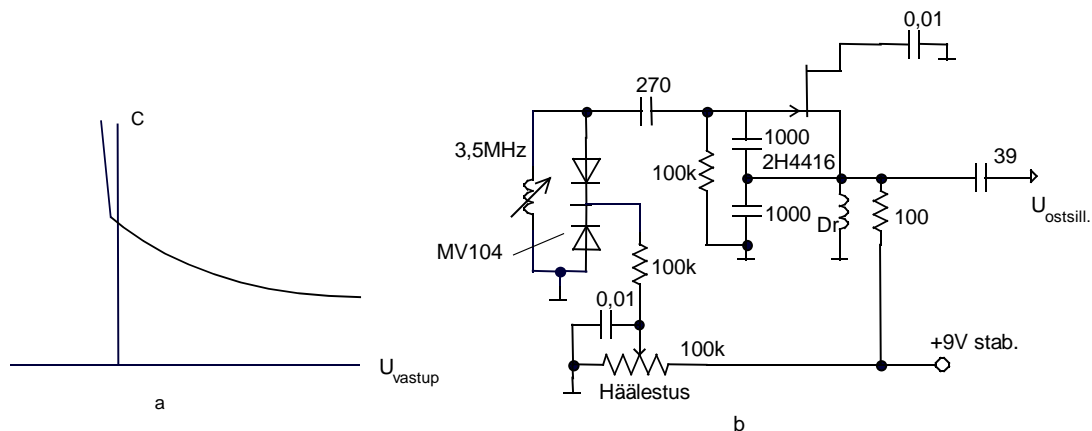 C
U vastup
a
0,01
270
3,5MHz
1000
2H4416
100k
1000
39
U ostsill.
100
Dr
MV104
100k
0,01
100k
+9V stab.
Häälestus
b